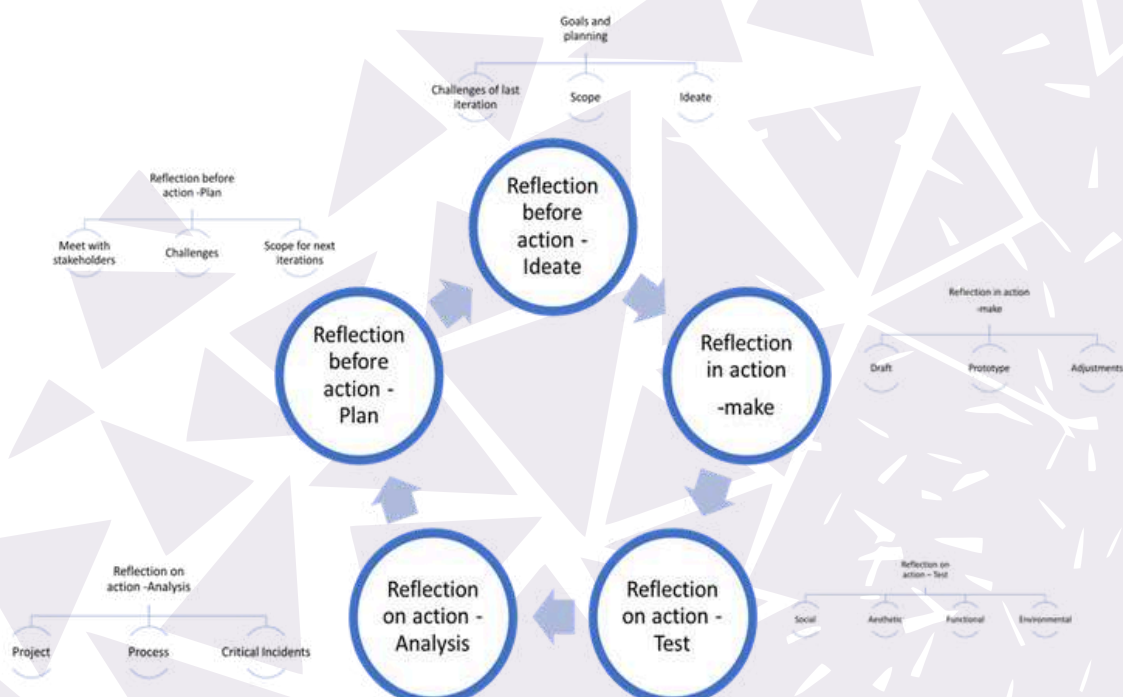 Goals and
planning
Challenges of last
iteration
Scope
Ideate
Reflection
before
action -
Ideate
Reflection before
action -Plan
Meet with
stakeholders
Challenges
Scope for next
iterations
Reflection
before
action -
Plan
Reflection
in action
-make
Reflection in action
-make
Draft
Prototype
Adjustments
Reflection on
action -Analysis
Project
Process
Critical Incidents
Reflection
on action -
Analysis
Reflection
on action -
Test
Reflection on
action – Test
Social
Aesthetic
Functional
Environmental